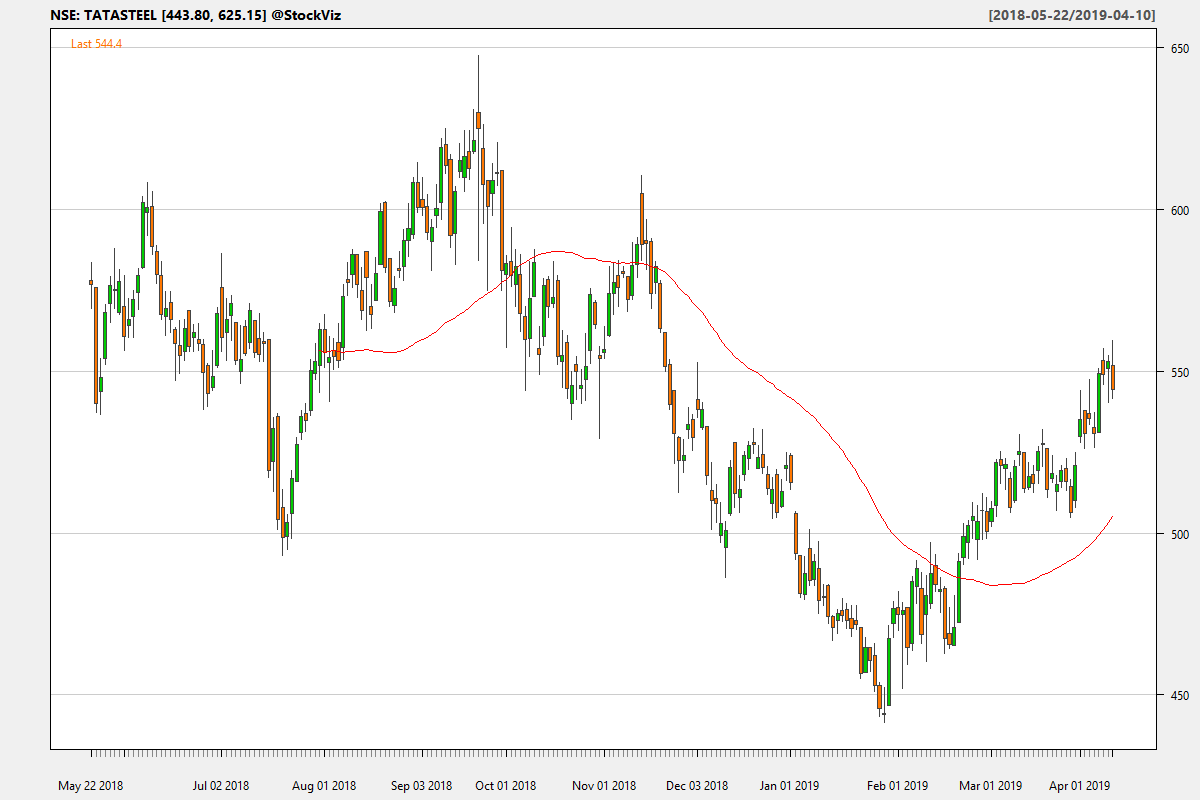 NSE: TATASTEEL [443.80, 625.15] @StockViz
[2018-05-22/2019-04-10]
Last 544.4
650
600
550
500
450
May 22 2018
Jul 02 2018
Aug 01 2018
Sep 03 2018
Oct 01 2018
Nov 01 2018
Dec 03 2018
Jan 01 2019
Feb 01 2019
Mar 01 2019
Apr 01 2019